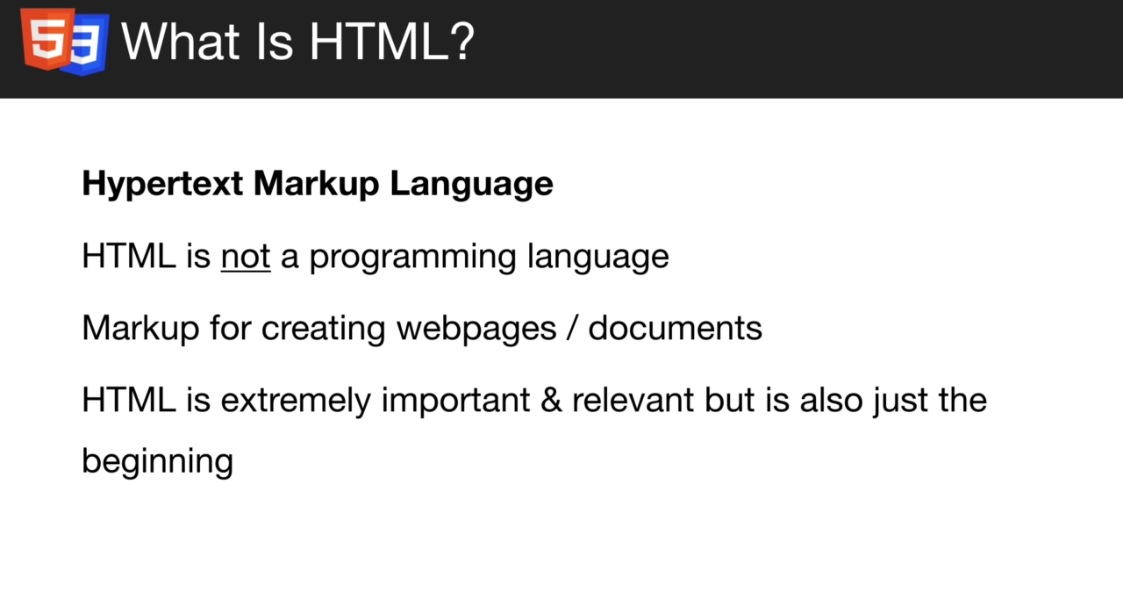 5 3 What Is HTML?
Hypertext Markup Language
HTML is not a programming language
Markup for creating webpages / documents
HTML is extremely important & relevant but is also just the
beginning